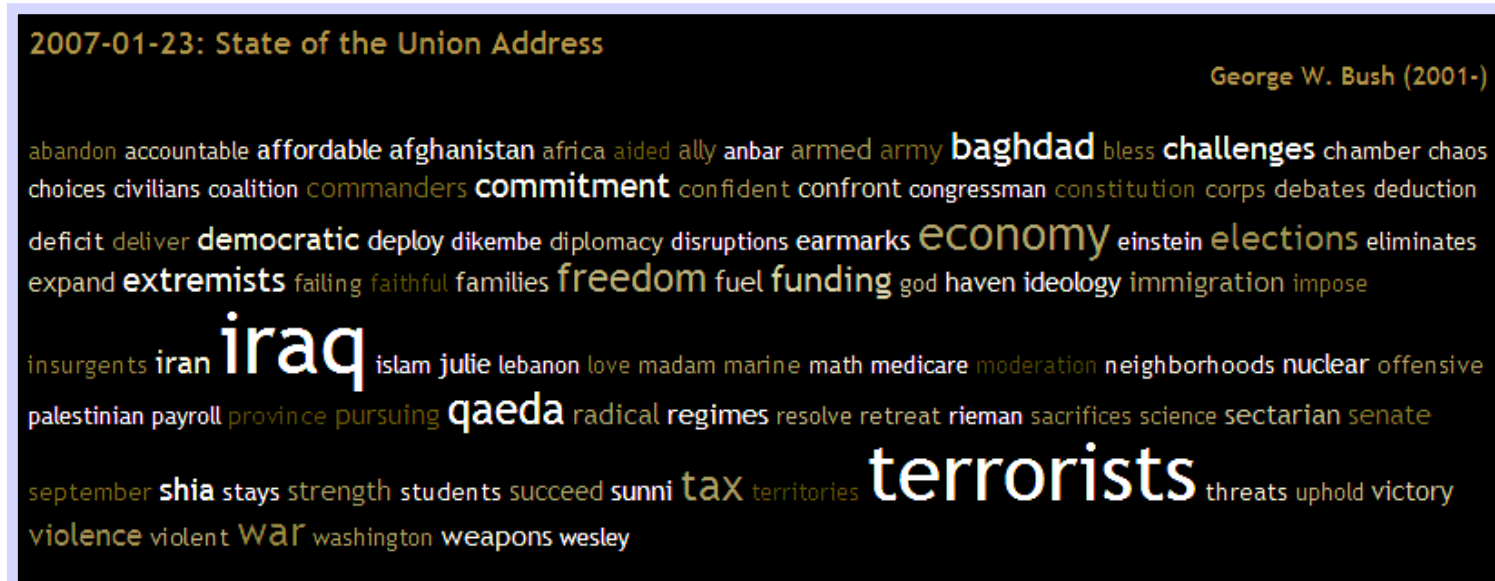 2007-01-23: State of the Union Address
George W. Bush (2001-)
abandon accountable affordable afghanistan africa aided ally anbar armed army baghdad bless challenges chamber chaos
choices civilians coalition commanders commitment confident confront congressman constitution corps debates deduction
deficit deliver democratic deploy dikembe diplomacy disruptions earmarks economy einstein elections eliminates
expand extremists failing faithful families freedom fuel funding god haven ideology immigration impose
insurgents iran iraq islam julie lebanon love madam marine math medicare moderation neighborhoods nuclear offensive
palestinian payroll province pursuing qaeda radical regimes resolve retreat rieman sacrifices science sectarian senate
september shia stays strength students succeed sunni tax territories terrorists threats uphold victory
violence violent war washington weapons wesley